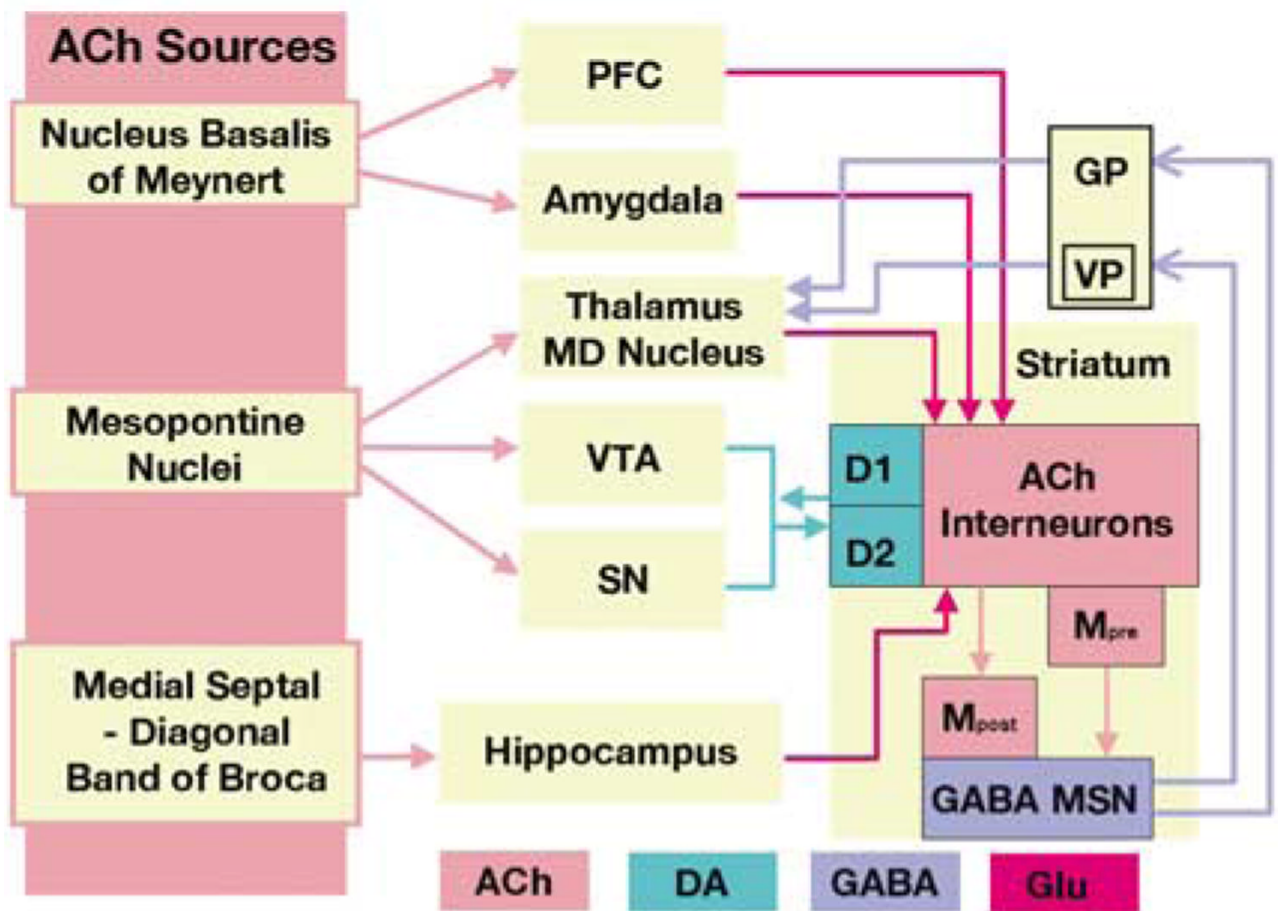 ACh Sources
Nucleus Basalis
of Meynert
Mesopontine
Nuclei
Medial Septal
- Diagonal
Band of Broca
PFC
Amygdala
Thalamus
MD Nucleus
VTA
SN
Hippocampus
GP
VP
Striatum
D1
D2
ACh
Interneurons
Mpre
Mpost
GABA MSN
ACh
DA
GABA
Glu